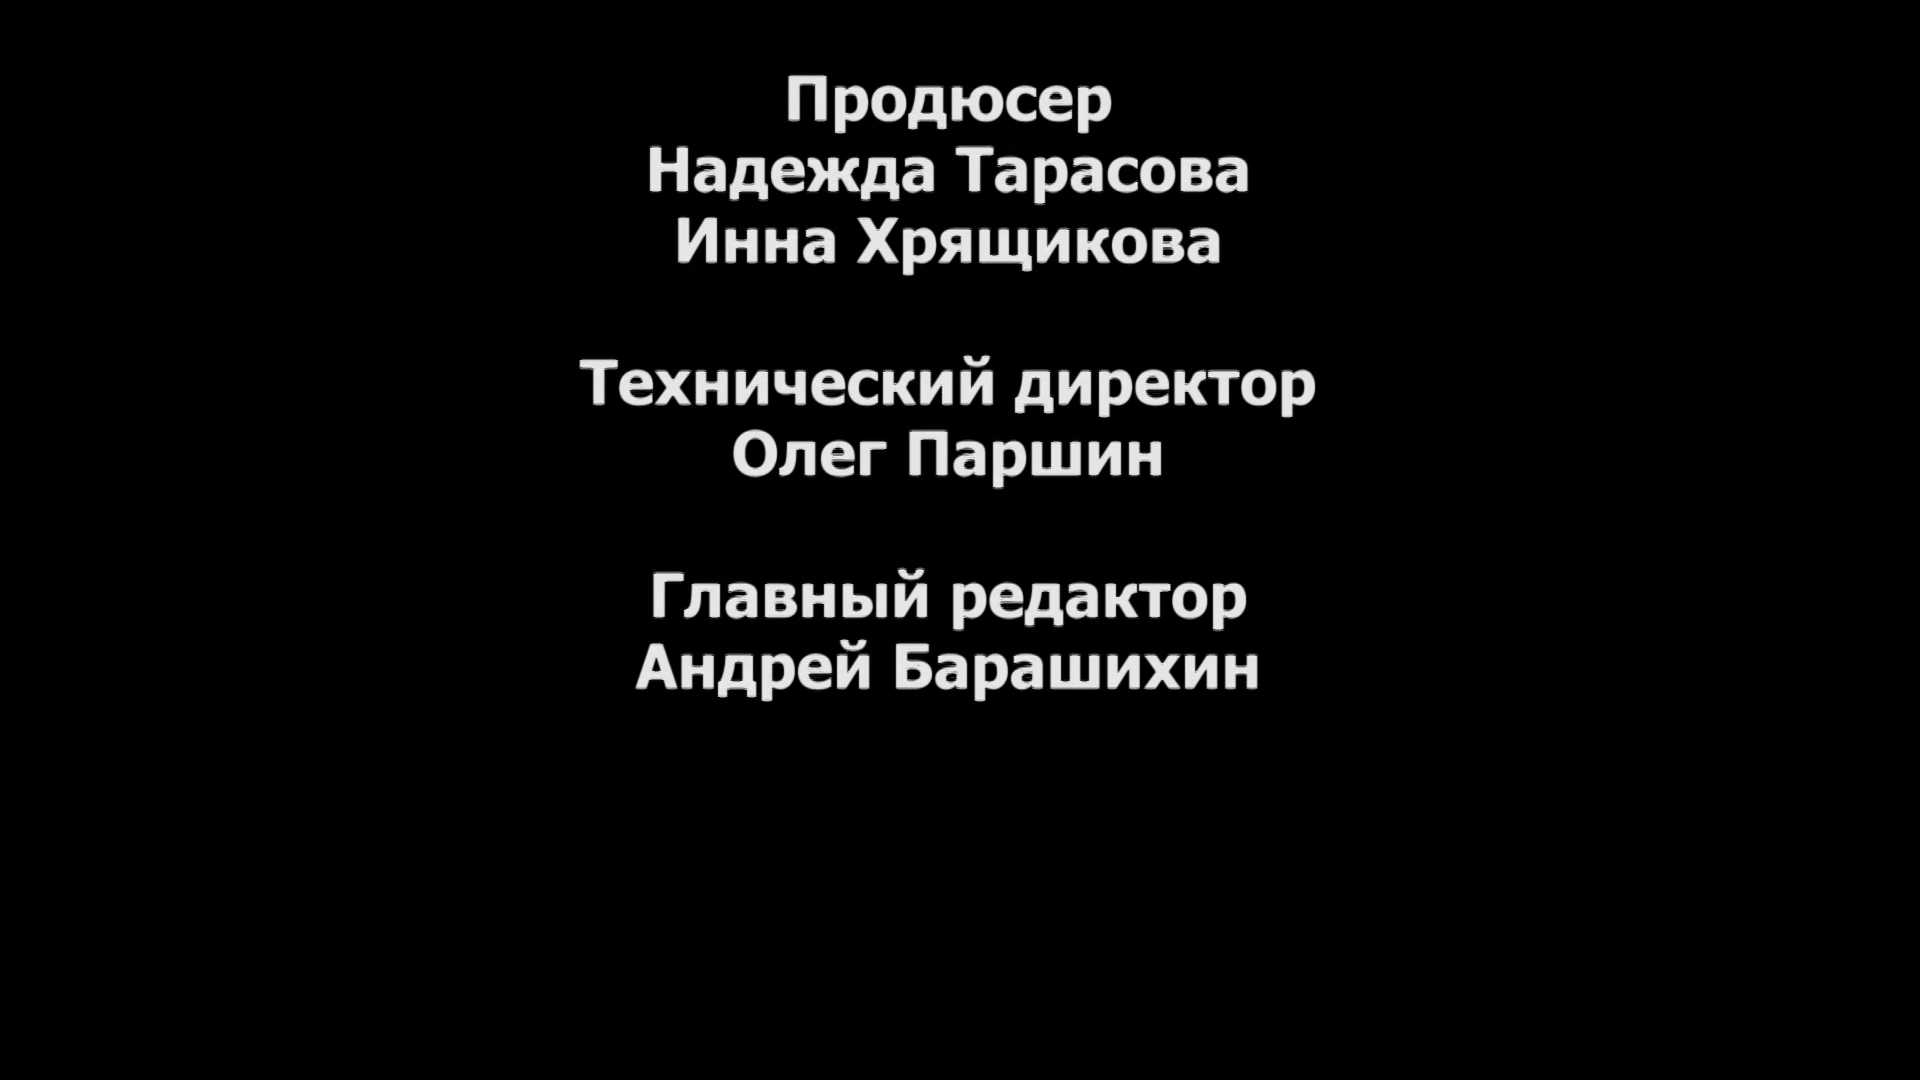 Продюсер
Надежда Тарасова
Инна Хрящикова
Технический директор
Олег Паршин
Главный редактор
Андрей Барашихин